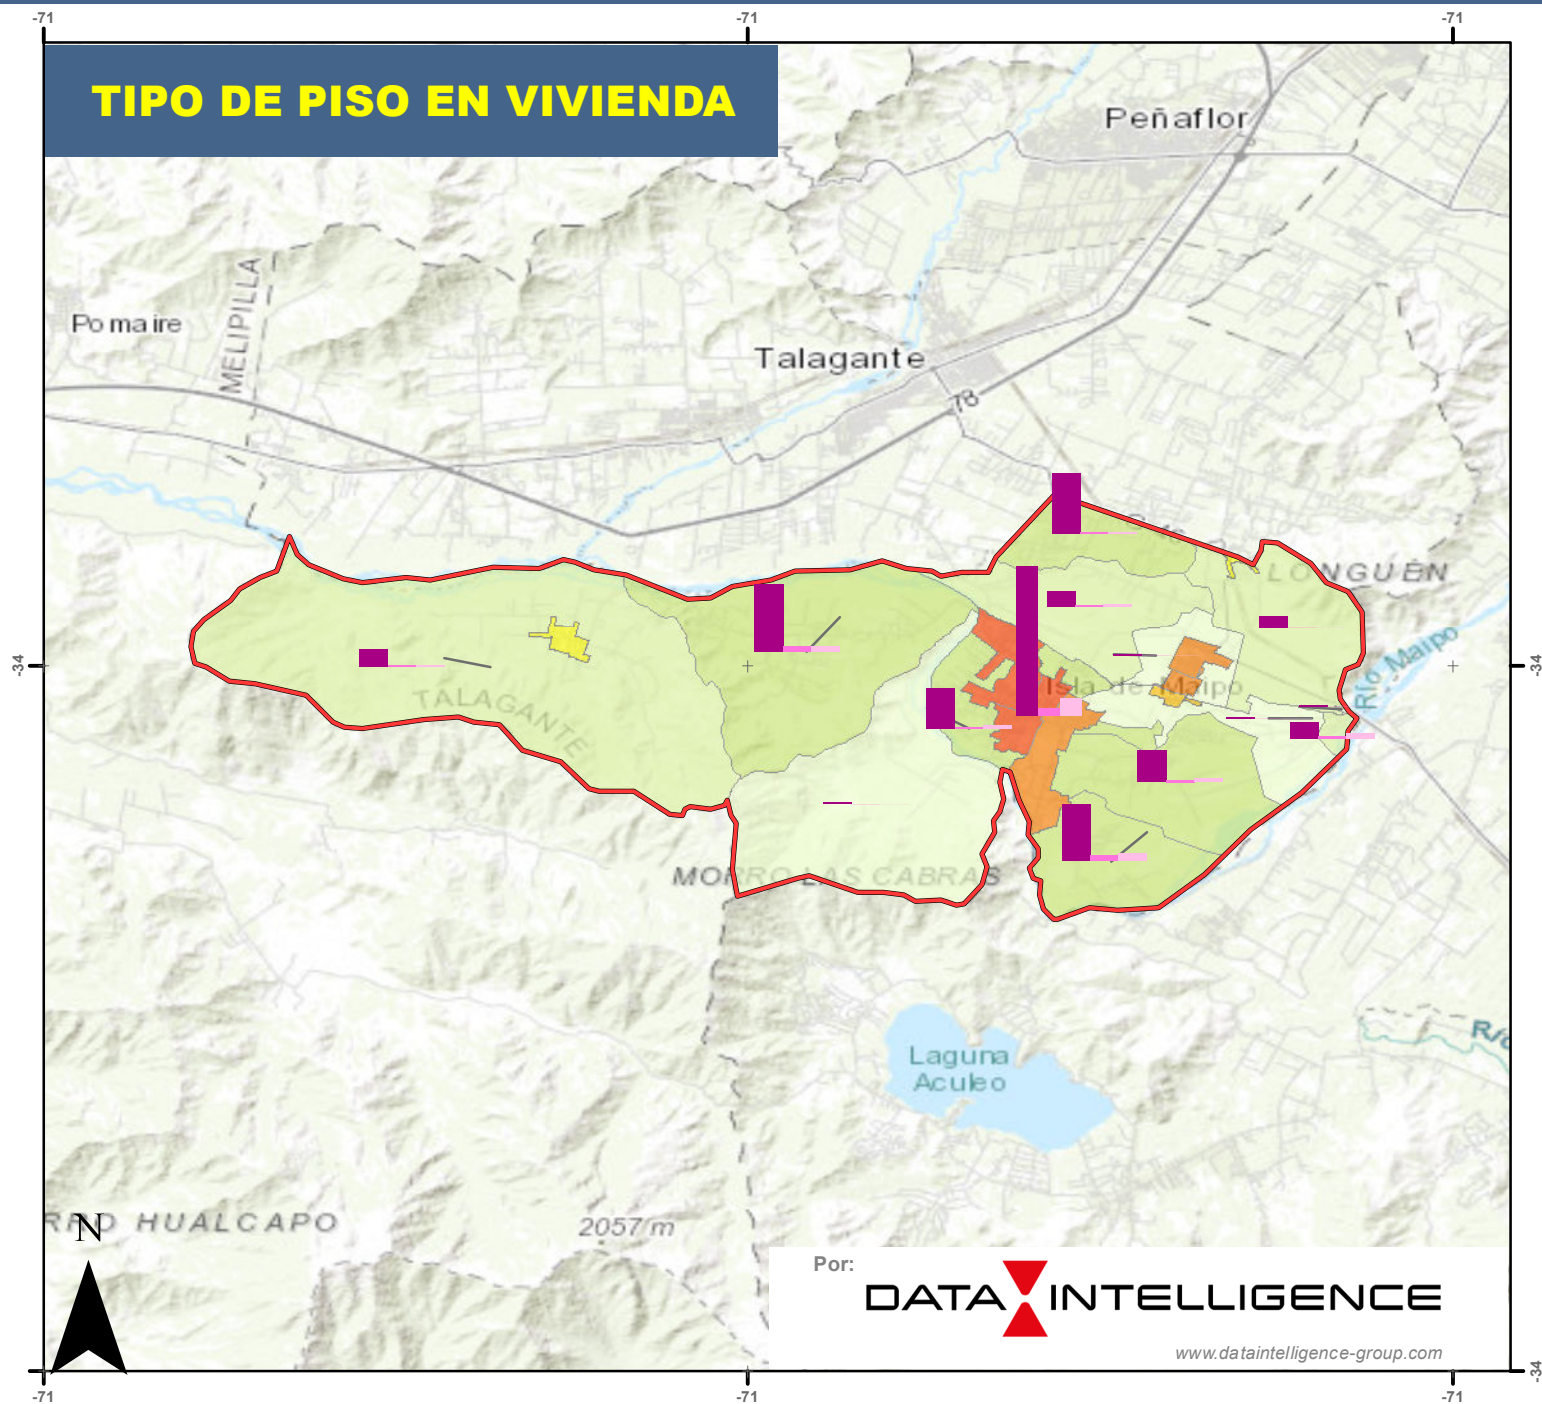 -71
-71
-71
TIPO DE PISO EN VIVIENDA
Peñaflor
Pomaire
MELIPILLA
Talagante
78
LONGUÉN
-34
-34
Río Maipo
Isla de Maipo
TALAGANTE
MORRO LAS CABRAS
Laguna
Aculeo
HUALCAPO
2057 m
N
Por:
DATA INTELLIGENCE
www.dataintelligence-group.com
-34
-71
-71
-71